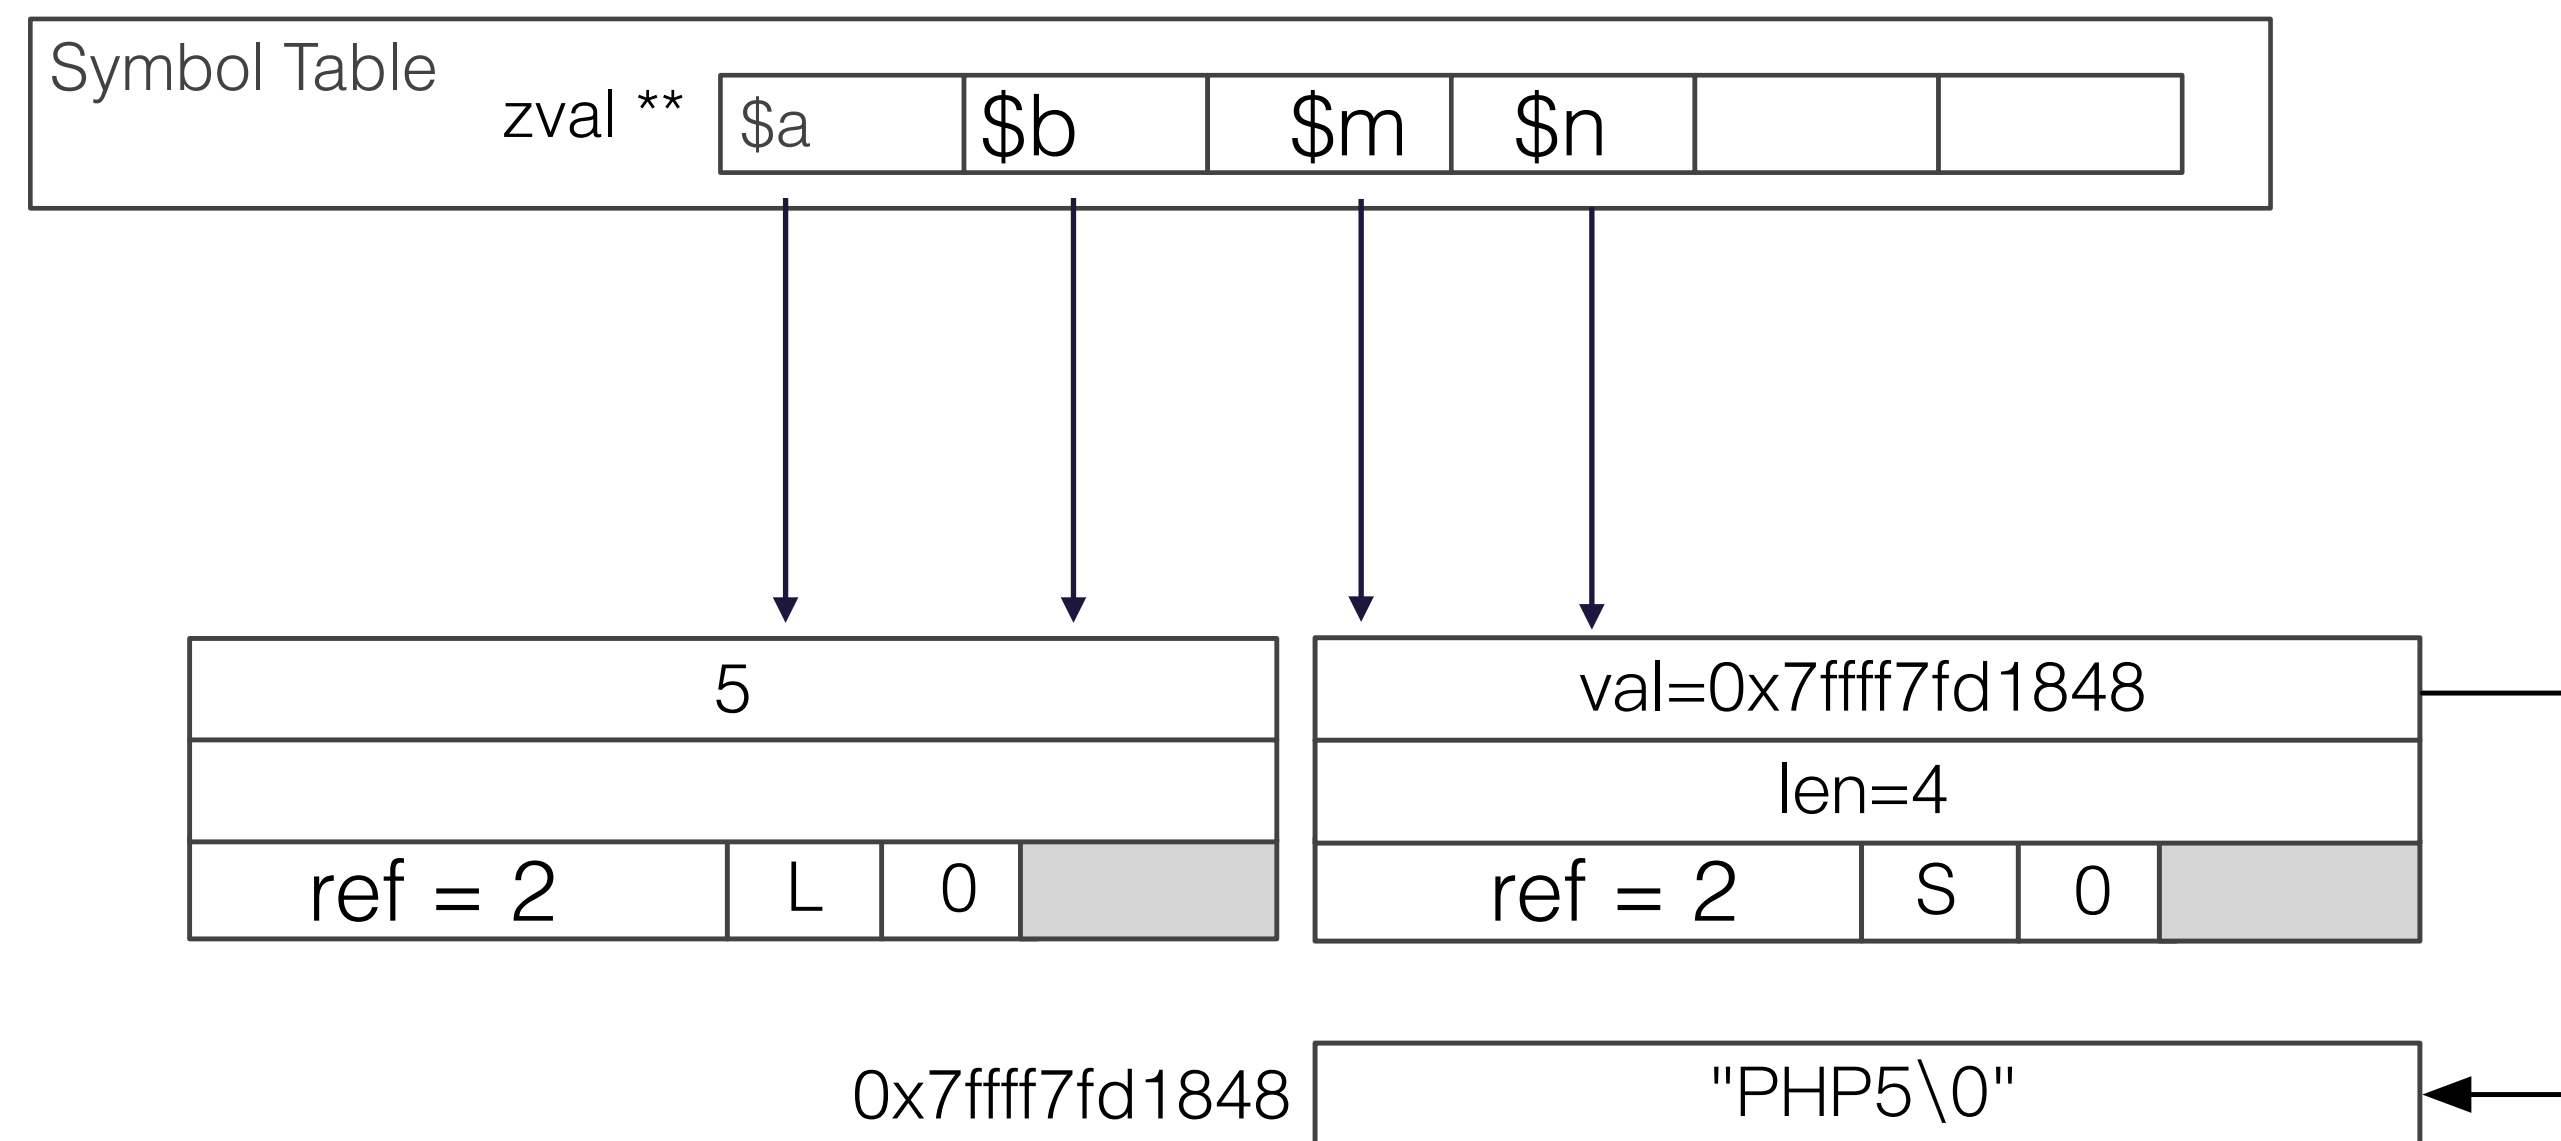 Symbol Table
zval ** $a $b $m $n
5
val=0x7ffff7fd1848
len=4
ref = 2 L 0
ref = 2 S 0
0x7ffff7fd1848 "PHP5\0"